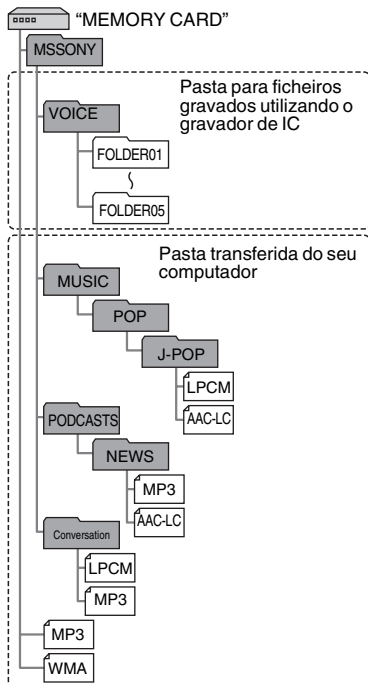 “MEMORY CARD”
MSSONY
Pasta para ficheiros
gravados utilizando o
gravador de IC
VOICE
FOLDER01
FOLDER05
Pasta transferida do seu
computador
MUSIC
POP
J-POP
LPCM
AAC-LC
PODCASTS
NEWS
MP3
AAC-LC
Conversation
LPCM
MP3
MP3
WMA